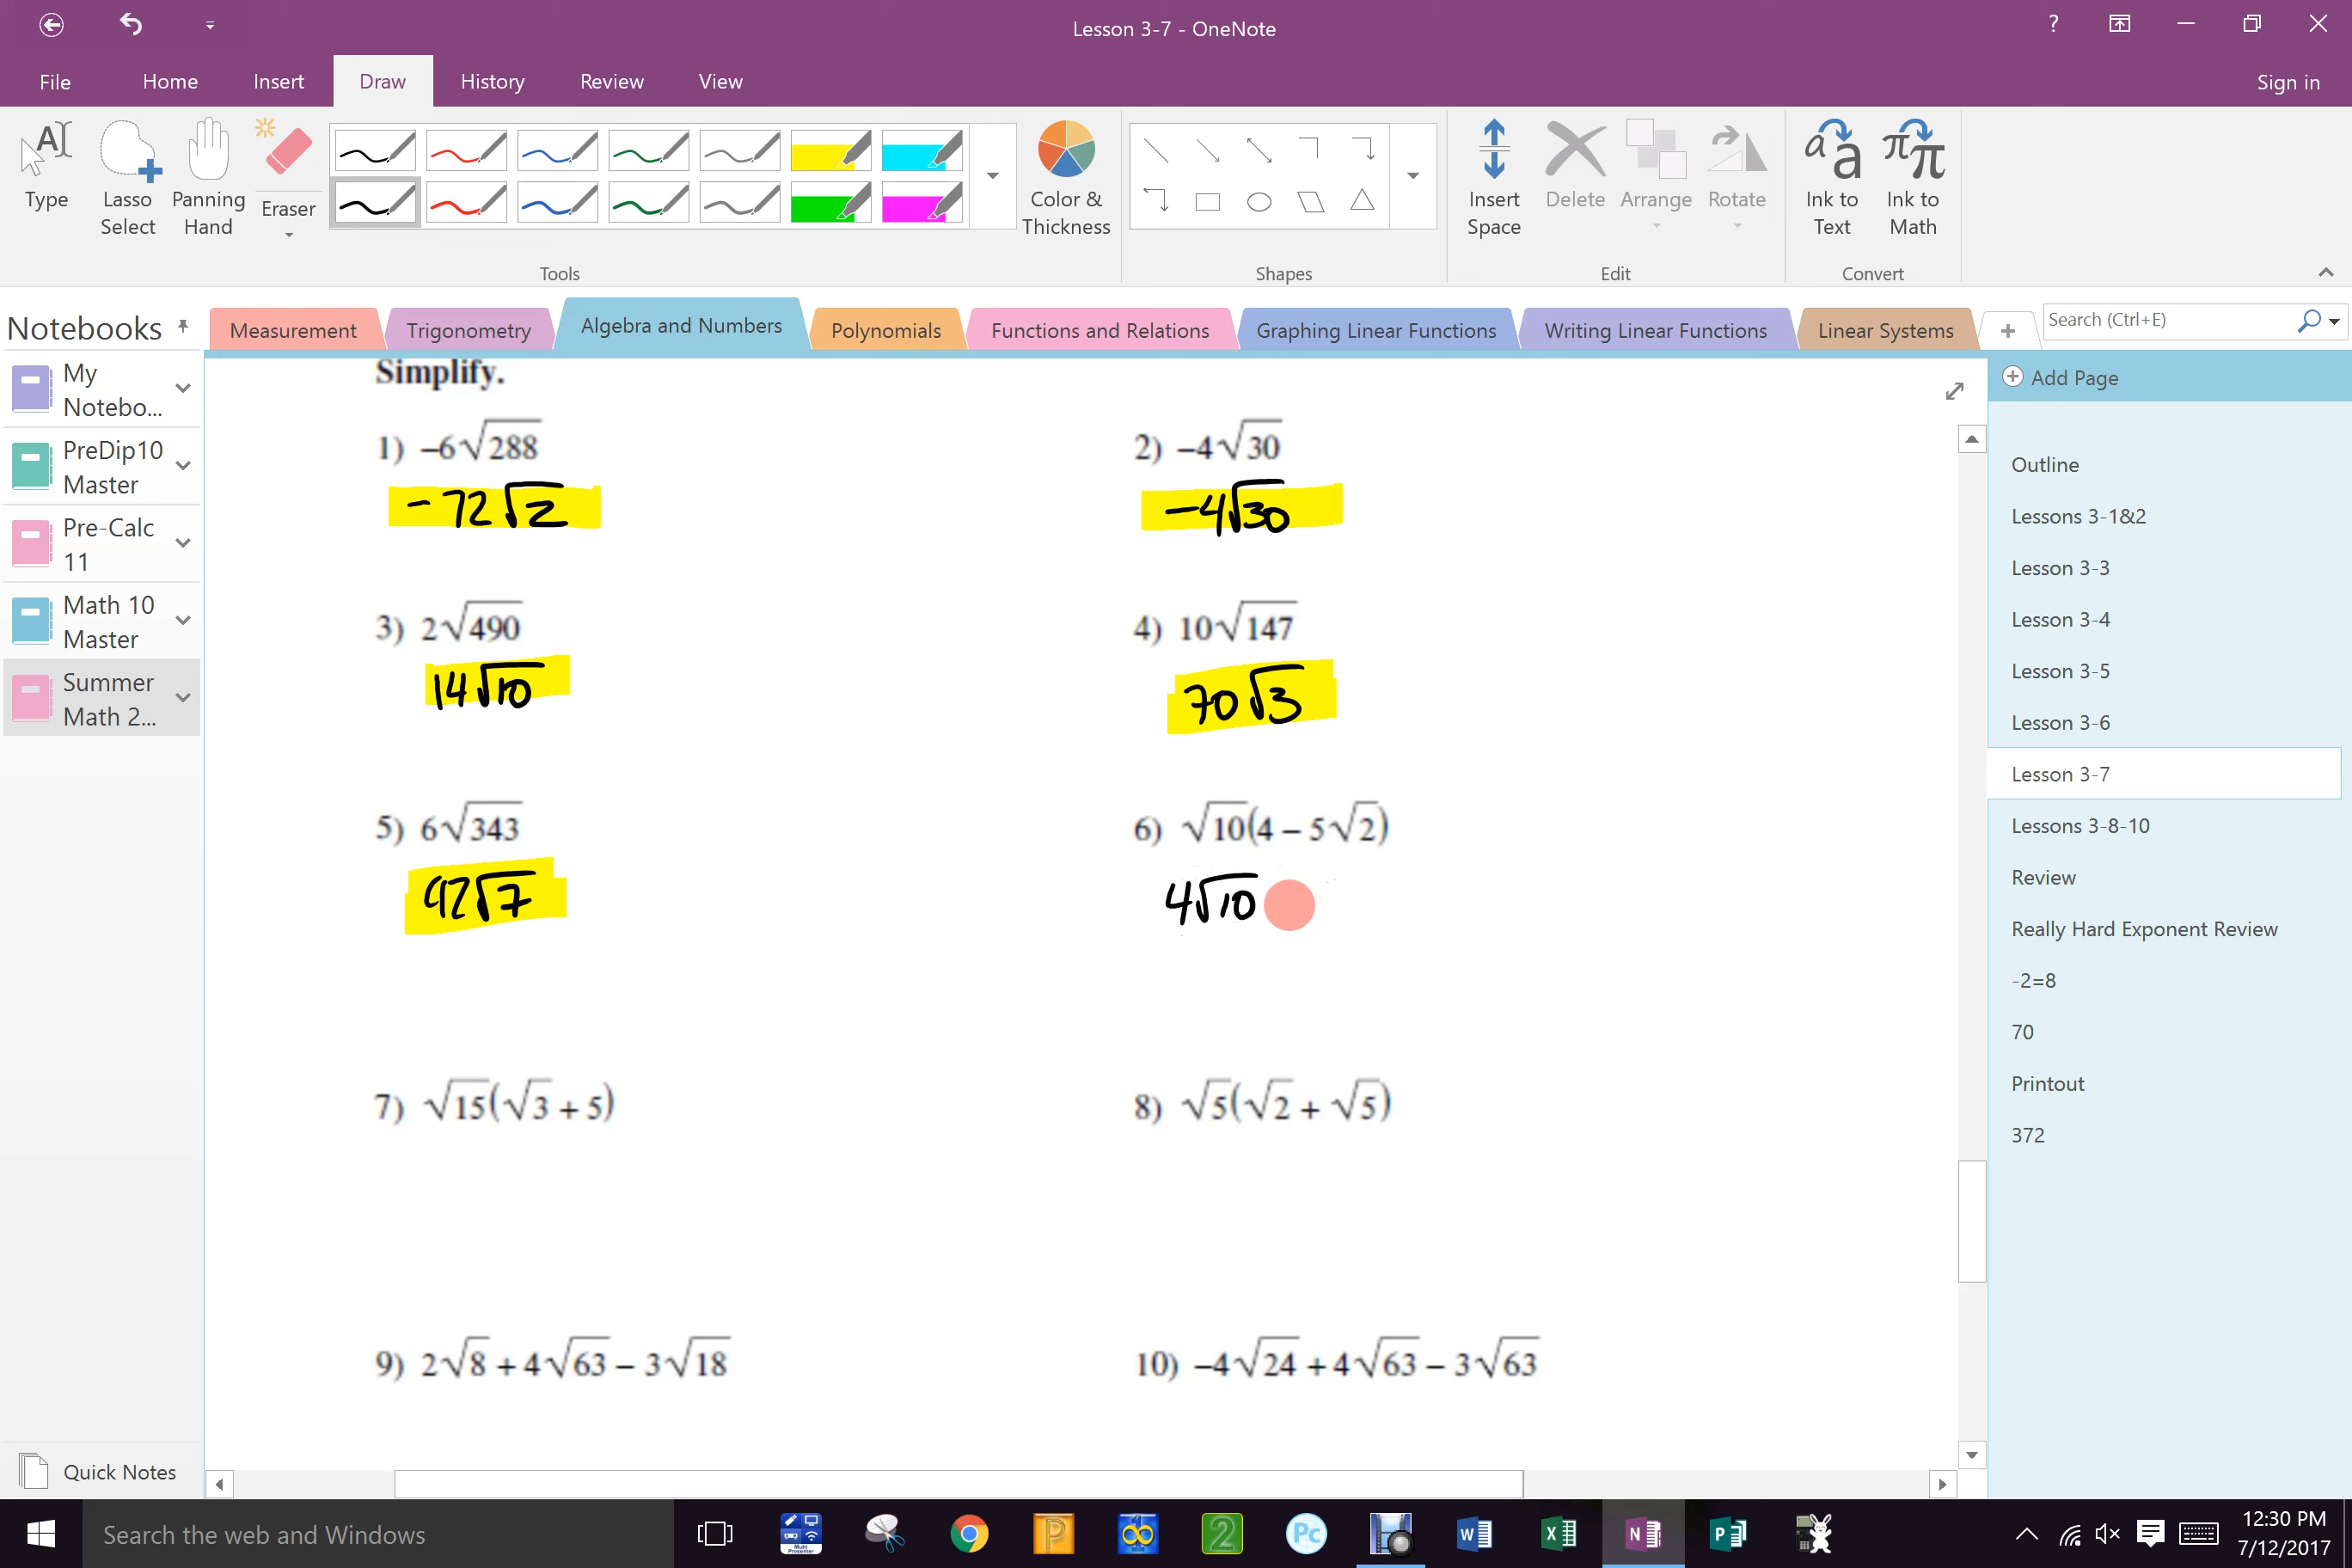 Lesson 3-7 - OneNote
?
File Home Insert Draw History Review View Sign in
Type
Lasso Select
Panning Hand
Eraser
Color & Thickness
Insert Space
Delete
Arrange
Rotate
Ink to Text
Ink to Math
Tools Shapes Edit Convert
Notebooks
Measurement Trigonometry Algebra and Numbers Polynomials Functions and Relations Graphing Linear Functions Writing Linear Functions Linear Systems + Search (Ctrl+E)
My Notebo...
PreDip10 Master
Pre-Calc 11
Math 10 Master
Summer Math 2...
Quick Notes
Simplify.
1) −6√288
2) −4√30
-72√2
-4√30
3) 2√490
4) 10√147
14√10
70√3
5) 6√343
6) √10(4 − 5√2)
42√7
4√10
7) √15(√3 + 5)
8) √5(√2 + √5)
9) 2√8 + 4√63 − 3√18
10) −4√24 + 4√63 − 3√63
Add Page
Outline
Lessons 3-1&2
Lesson 3-3
Lesson 3-4
Lesson 3-5
Lesson 3-6
Lesson 3-7
Lessons 3-8-10
Review
Really Hard Exponent Review
-2=8
70
Printout
372
Search the web and Windows
12:30 PM
7/12/2017